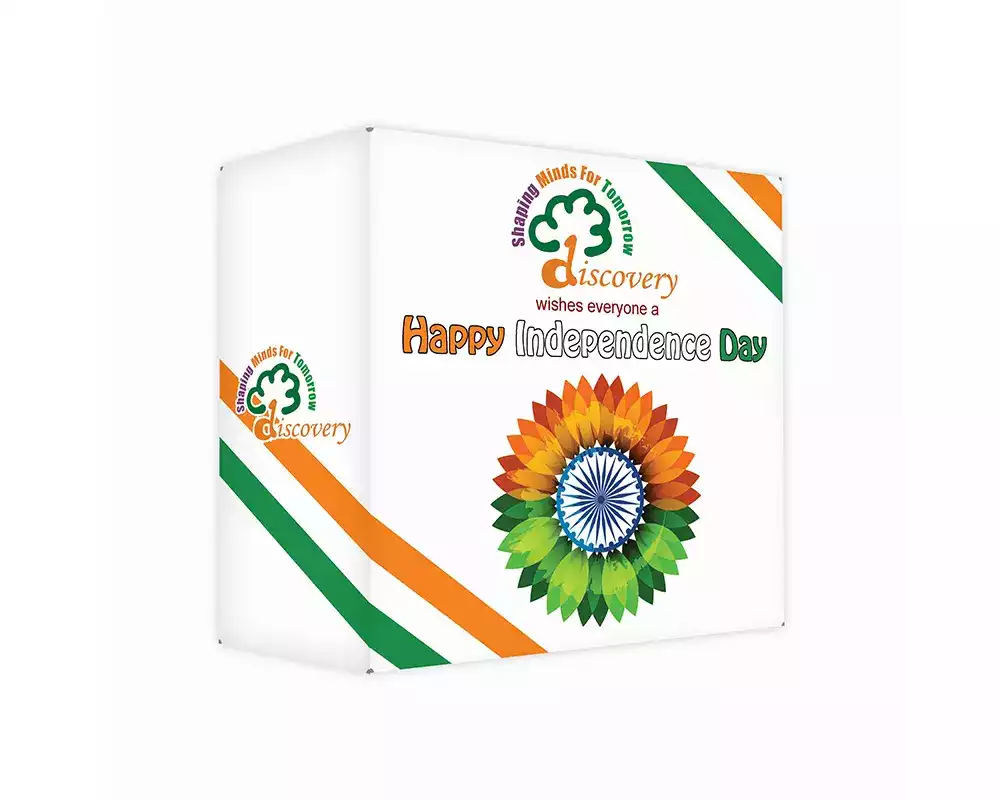 Shaping Minds For Tomorrow
discovery
wishes everyone a
Happy Independence Day
Shaping Minds For Tomorrow
discovery